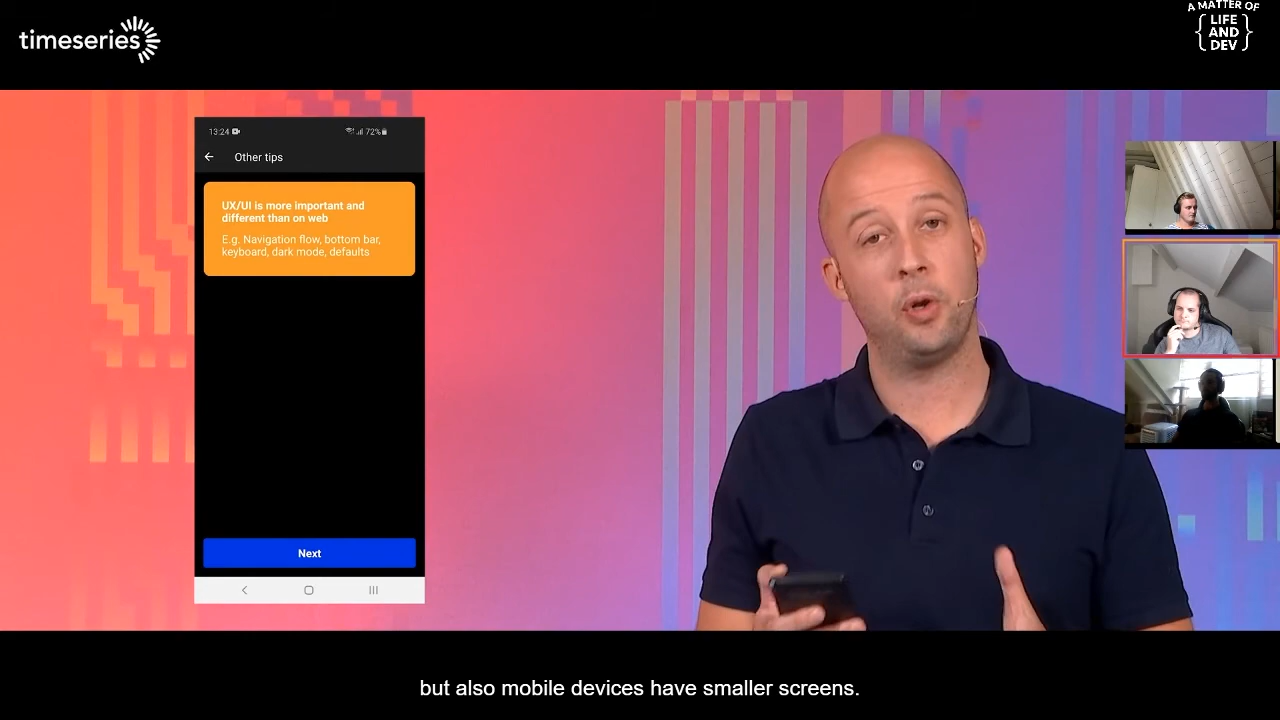 timeseries
A MATTER OF
{LIFE
AND
DEV}
13:24
72%
Other tips
UX/UI is more important and
different than on web
E.g. Navigation flow, bottom bar,
keyboard, dark mode, defaults
Next
but also mobile devices have smaller screens.